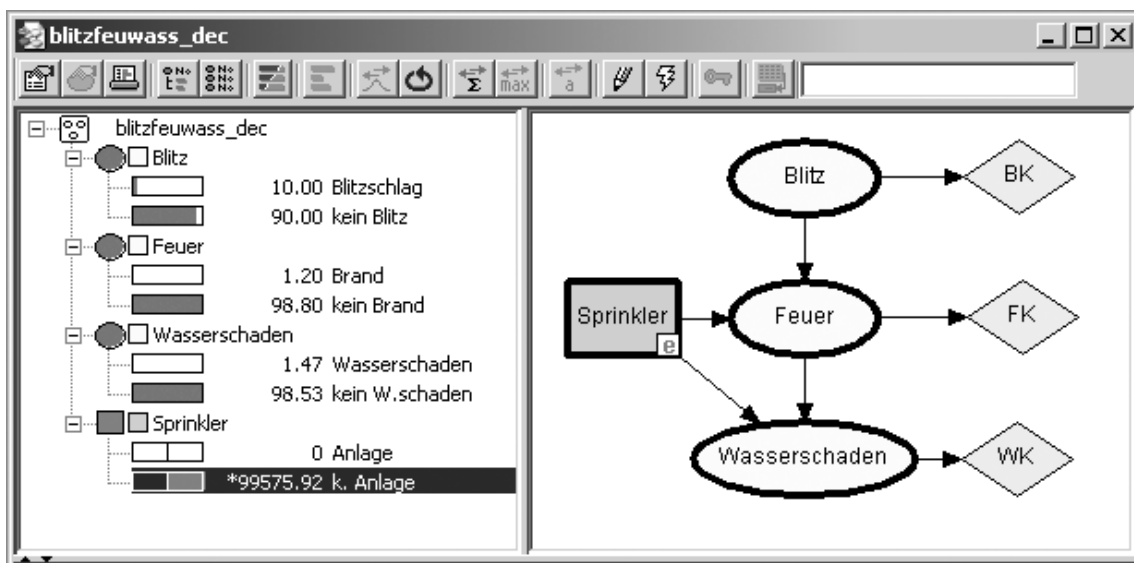 blitzfeuwass_dec
Σ max a
blitzfeuwass_dec
Blitz
10.00 Blitzschlag
90.00 kein Blitz
Feuer
1.20 Brand
98.80 kein Brand
Wasserschaden
1.47 Wasserschaden
98.53 kein W.schaden
Sprinkler
0 Anlage
*99575.92 k. Anlage
Blitz
BK
Sprinkler
e
Feuer
FK
Wasserschaden
WK